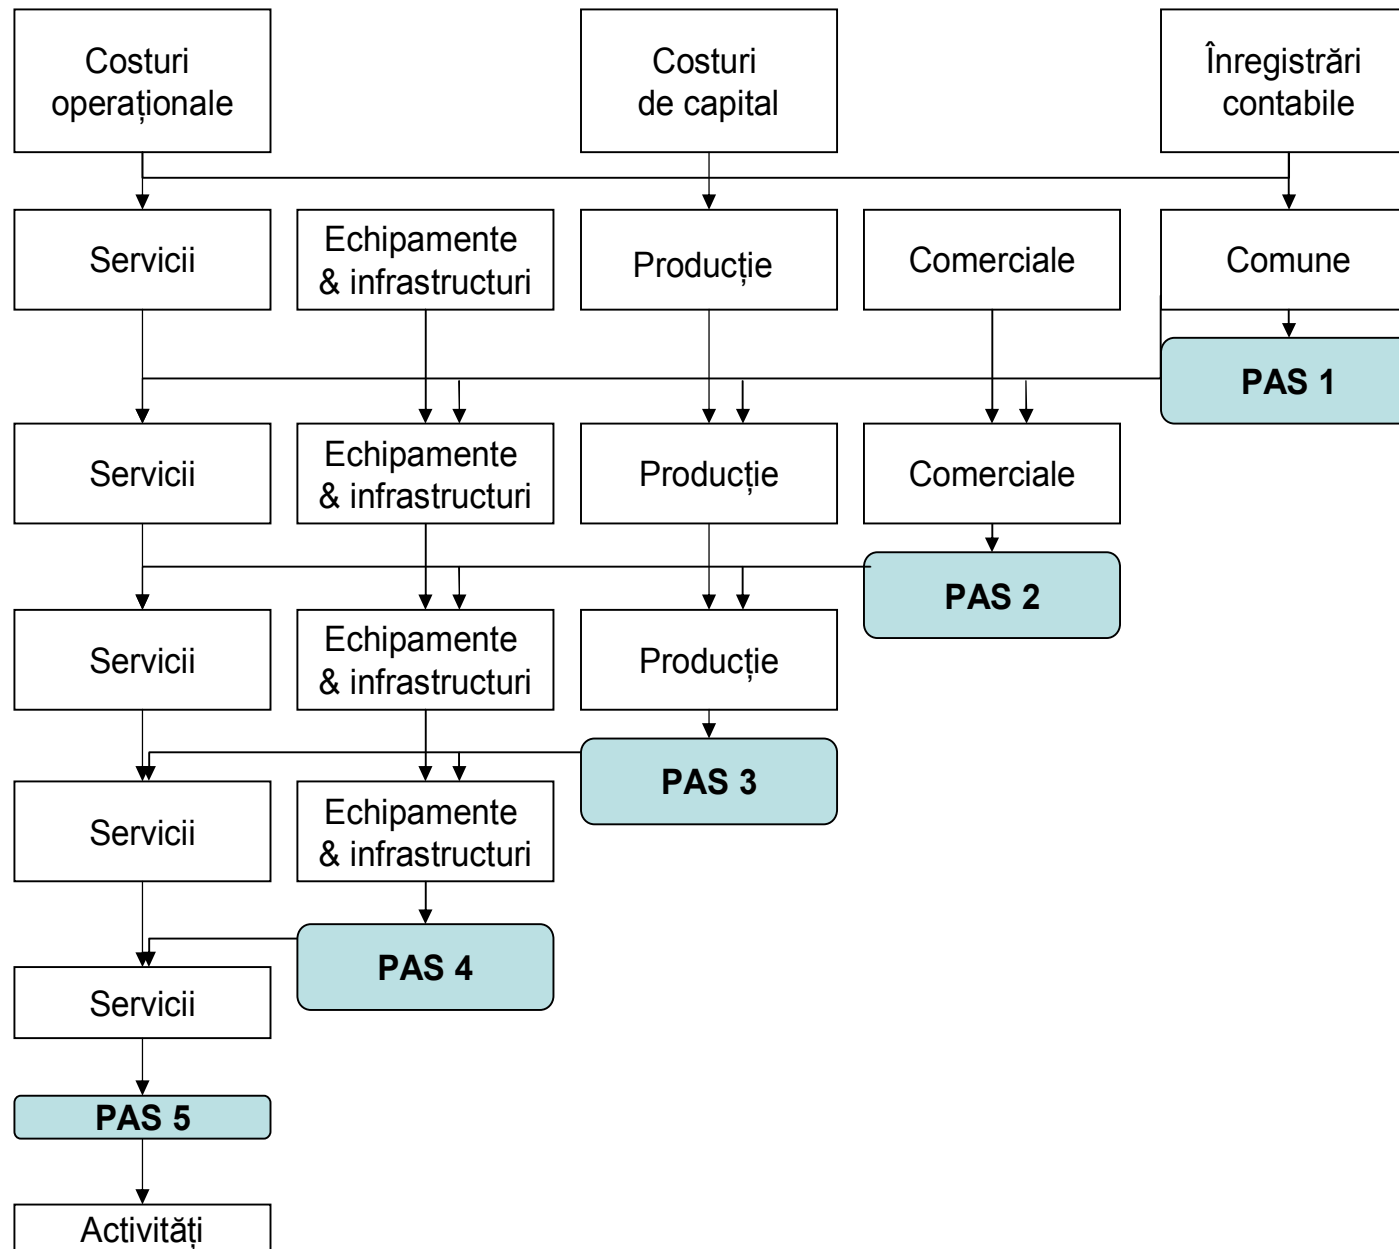 Costuri
operaționale
Costuri
de capital
Înregistrări
contabile
Servicii
Echipamente
& infrastructuri
Producție
Comerciale
Comune
PAS 1
Servicii
Echipamente
& infrastructuri
Producție
Comerciale
PAS 2
Servicii
Echipamente
& infrastructuri
Producție
PAS 3
Servicii
Echipamente
& infrastructuri
PAS 4
Servicii
PAS 5
Activități